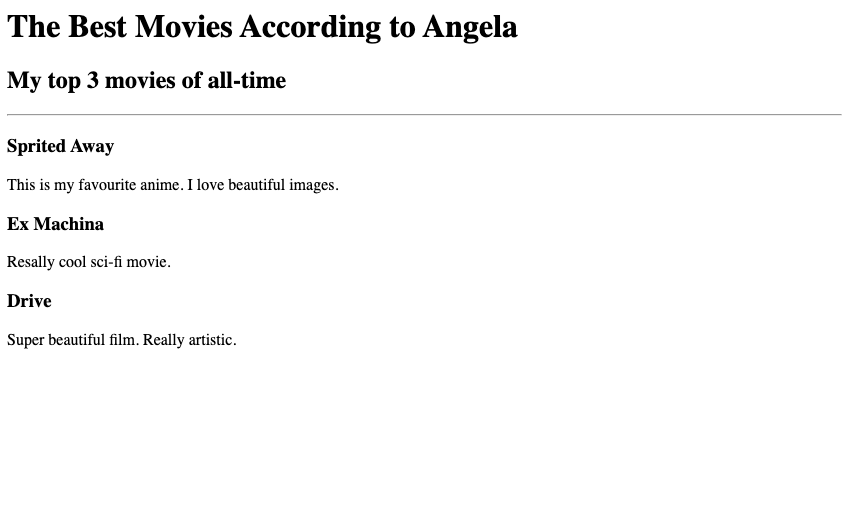 The Best Movies According to Angela
My top 3 movies of all-time
Sprited Away
This is my favourite anime. I love beautiful images.
Ex Machina
Resally cool sci-fi movie.
Drive
Super beautiful film. Really artistic.